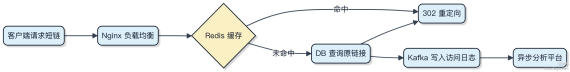 客户端请求短链
Nginx 负载均衡
Redis 缓存
命中
未命中
302 重定向
DB 查询原链接
Kafka 写入访问日志
异步分析平台